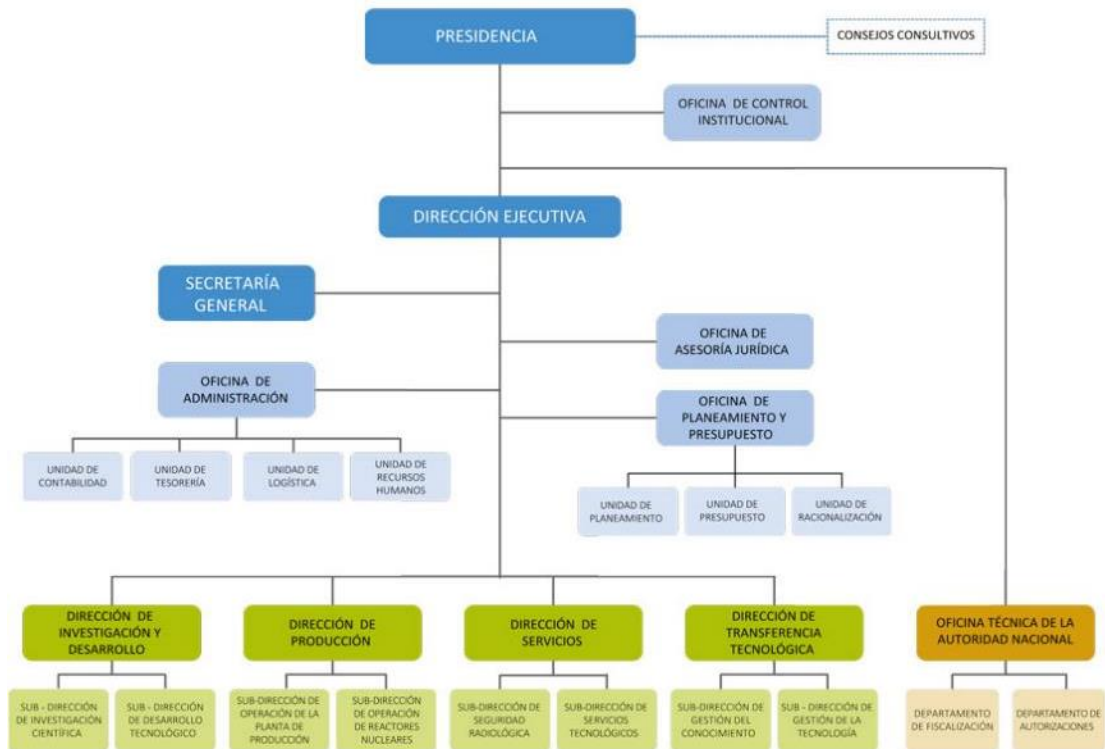 PRESIDENCIA
CONSEJOS CONSULTIVOS
OFICINA DE CONTROL
INSTITUCIONAL
DIRECCIÓN EJECUTIVA
SECRETARÍA
GENERAL
OFICINA DE
ASESORÍA JURÍDICA
OFICINA DE
ADMINISTRACIÓN
OFICINA DE
PLANEAMIENTO Y
PRESUPUESTO
UNIDAD DE
CONTABILIDAD
UNIDAD DE
TESORERÍA
UNIDAD DE
LOGÍSTICA
UNIDAD DE
RECURSOS
HUMANOS
UNIDAD DE
PLANEAMIENTO
UNIDAD DE
PRESUPUESTO
UNIDAD DE
RACIONALIZACIÓN
DIRECCIÓN DE
INVESTIGACIÓN Y
DESARROLLO
DIRECCIÓN DE
PRODUCCIÓN
DIRECCIÓN DE
SERVICIOS
DIRECCIÓN DE
TRANSFERENCIA
TECNOLÓGICA
OFICINA TÉCNICA DE LA
AUTORIDAD NACIONAL
SUB - DIRECCIÓN
DE INVESTIGACIÓN
CIENTÍFICA
SUB - DIRECCIÓN
DE DESARROLLO
TECNOLÓGICO
SUB-DIRECCIÓN DE
OPERACIÓN DE LA
PLANTA DE
PRODUCCIÓN
SUB-DIRECCIÓN
DE OPERACIÓN
DE REACTORES
NUCLEARES
SUB-DIRECCIÓN DE
SEGURIDAD
RADIOLÓGICA
SUB-DIRECCIÓN DE
SERVICIOS
TECNOLÓGICOS
SUB-DIRECCIÓN DE
GESTIÓN DEL
CONOCIMIENTO
SUB - DIRECCIÓN DE
GESTIÓN DE LA
TECNOLOGÍA
DEPARTAMENTO
DE FISCALIZACIÓN
DEPARTAMENTO DE
AUTORIZACIONES